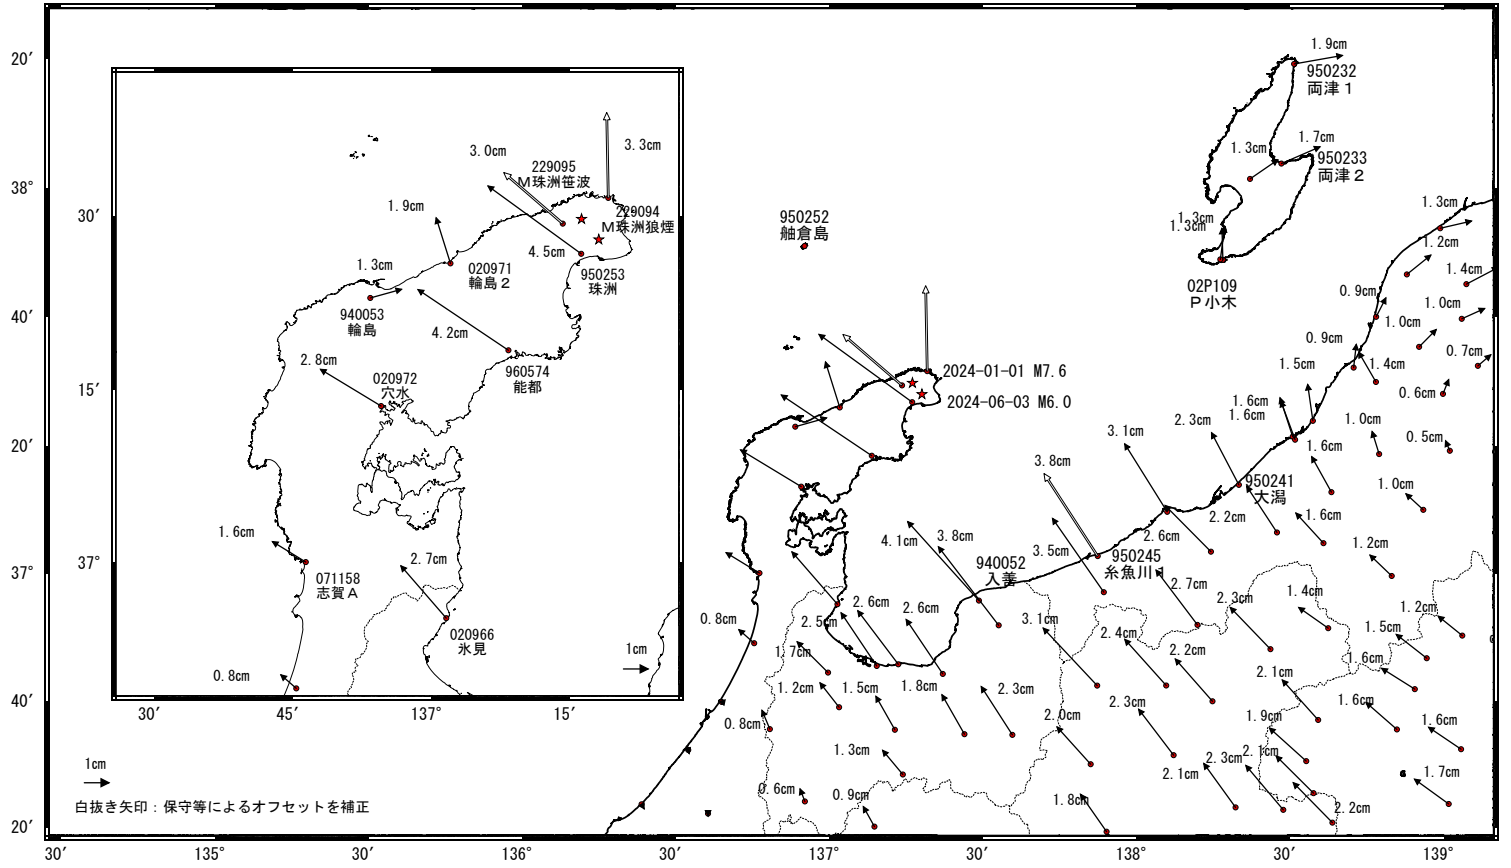 20′
38°
40′
20′
37°
40′
20′
30′
135°
30′
136°
30′
137°
30′
138°
30′
139°
30′
15′
37°
30′
45′
137°
15′
3.0cm
3.3cm
229095
M珠洲笹波
229094
M珠洲狼煙
1.9cm
4.5cm
020971
輪島２
950253
珠洲
1.3cm
940053
輪島
4.2cm
960574
能都
2.8cm
020972
穴水
1.6cm
071158
志賀Ａ
2.7cm
020966
氷見
0.8cm
1cm
1.9cm
950232
両津１
1.7cm
1.3cm
950233
両津２
1.3cm
1.3cm
02P109
Ｐ小木
950252
舳倉島
2024-01-01 M7.6
2024-06-03 M6.0
1.3cm
1.2cm
1.4cm
0.9cm
1.0cm
1.0cm
0.9cm
0.7cm
1.5cm
1.4cm
0.6cm
1.6cm
1.6cm
1.0cm
0.5cm
2.3cm
3.1cm
1.6cm
3.8cm
950241
大潟
1.0cm
2.2cm
1.6cm
2.6cm
4.1cm
3.8cm
3.5cm
940052
入善
950245
糸魚川１
1.2cm
2.7cm
2.3cm
1.4cm
1.2cm
0.8cm
2.5cm
2.6cm
2.6cm
3.1cm
2.4cm
1.5cm
1.7cm
2.2cm
1.6cm
1.2cm
1.5cm
1.8cm
2.3cm
2.1cm
0.8cm
2.0cm
2.3cm
1.9cm
1.6cm
1.6cm
1.3cm
2.3cm
2.1cm
2.1cm
1.7cm
0.6cm
0.9cm
1.8cm
2.2cm
1cm
白抜き矢印：保守等によるオフセットを補正